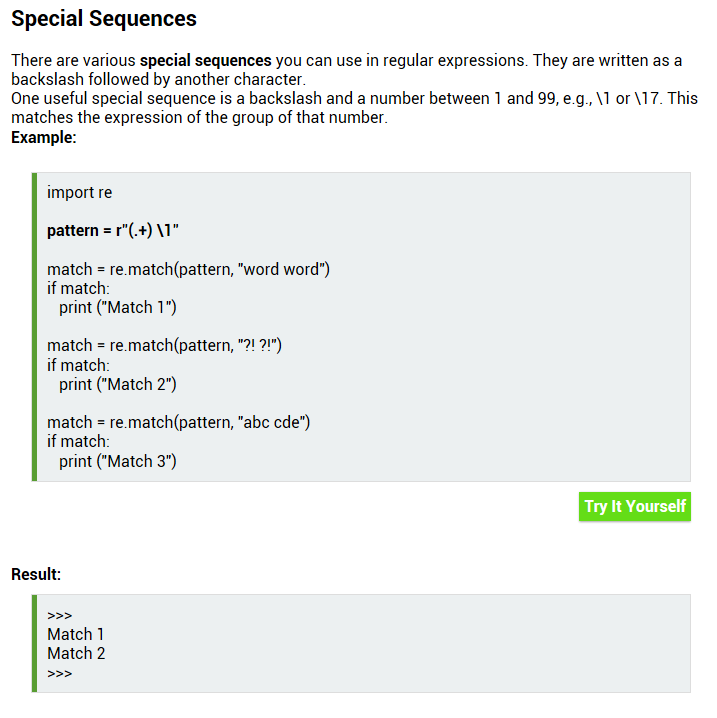 Special Sequences
There are various special sequences you can use in regular expressions. They are written as a
backslash followed by another character.
One useful special sequence is a backslash and a number between 1 and 99, e.g., \1 or \17. This
matches the expression of the group of that number.
Example:
import re
pattern = r"(.+) \1"
match = re.match(pattern, "word word")
if match:
   print ("Match 1")
match = re.match(pattern, "?! ?!")
if match:
   print ("Match 2")
match = re.match(pattern, "abc cde")
if match:
   print ("Match 3")
Try It Yourself
Result:
>>>
Match 1
Match 2
>>>